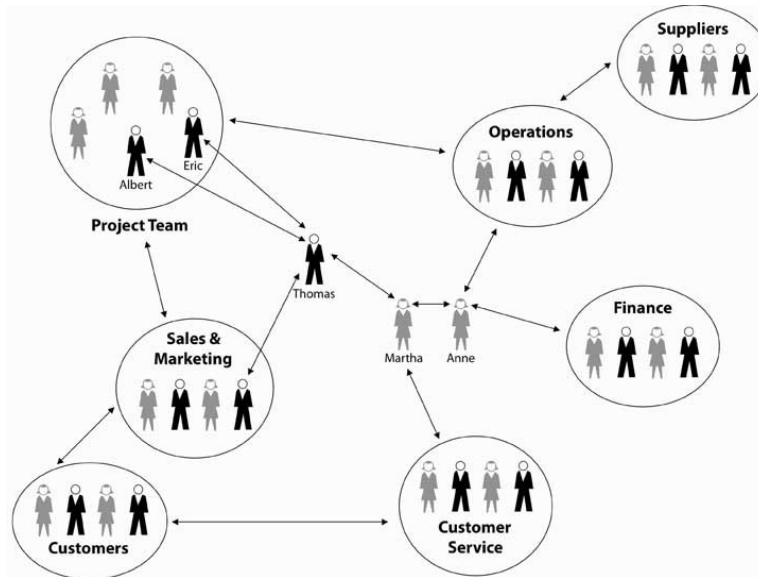 Suppliers
Operations
Eric
Albert
Project Team
Thomas
Martha
Anne
Finance
Sales &
Marketing
Customers
Customer
Service